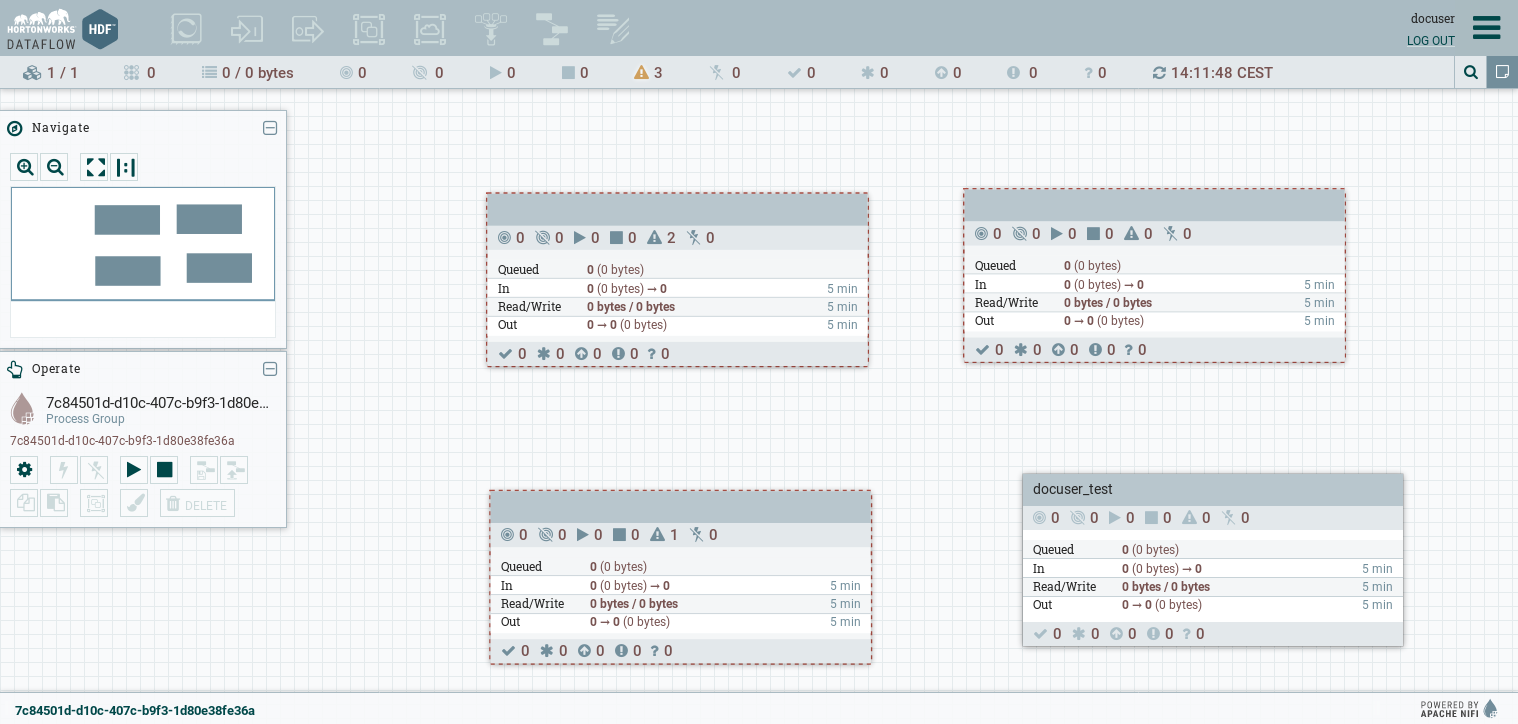 HORTONWORKS
DATAFLOW
HDF™
docuser
LOG OUT
1 / 1 0 0 / 0 bytes 0 0 0 0 3 0 0 0 0 0 ? 0 14:11:48 CEST
Navigate
Operate
7c84501d-d10c-407c-b9f3-1d80e...
Process Group
7c84501d-d10c-407c-b9f3-1d80e38fe36a
DELETE
0 0 0 0 2 0
Queued 0 (0 bytes)
In 0 (0 bytes) → 0 5 min
Read/Write 0 bytes / 0 bytes 5 min
Out 0 → 0 (0 bytes) 5 min
0 0 0 0 ? 0
0 0 0 0 0 0
Queued 0 (0 bytes)
In 0 (0 bytes) → 0 5 min
Read/Write 0 bytes / 0 bytes 5 min
Out 0 → 0 (0 bytes) 5 min
0 0 0 0 ? 0
0 0 0 0 1 0
Queued 0 (0 bytes)
In 0 (0 bytes) → 0 5 min
Read/Write 0 bytes / 0 bytes 5 min
Out 0 → 0 (0 bytes) 5 min
0 0 0 0 ? 0
docuser_test
0 0 0 0 0 0
Queued 0 (0 bytes)
In 0 (0 bytes) → 0 5 min
Read/Write 0 bytes / 0 bytes 5 min
Out 0 → 0 (0 bytes) 5 min
0 0 0 0 ? 0
7c84501d-d10c-407c-b9f3-1d80e38fe36a
POWERED BY
APACHE NIFI